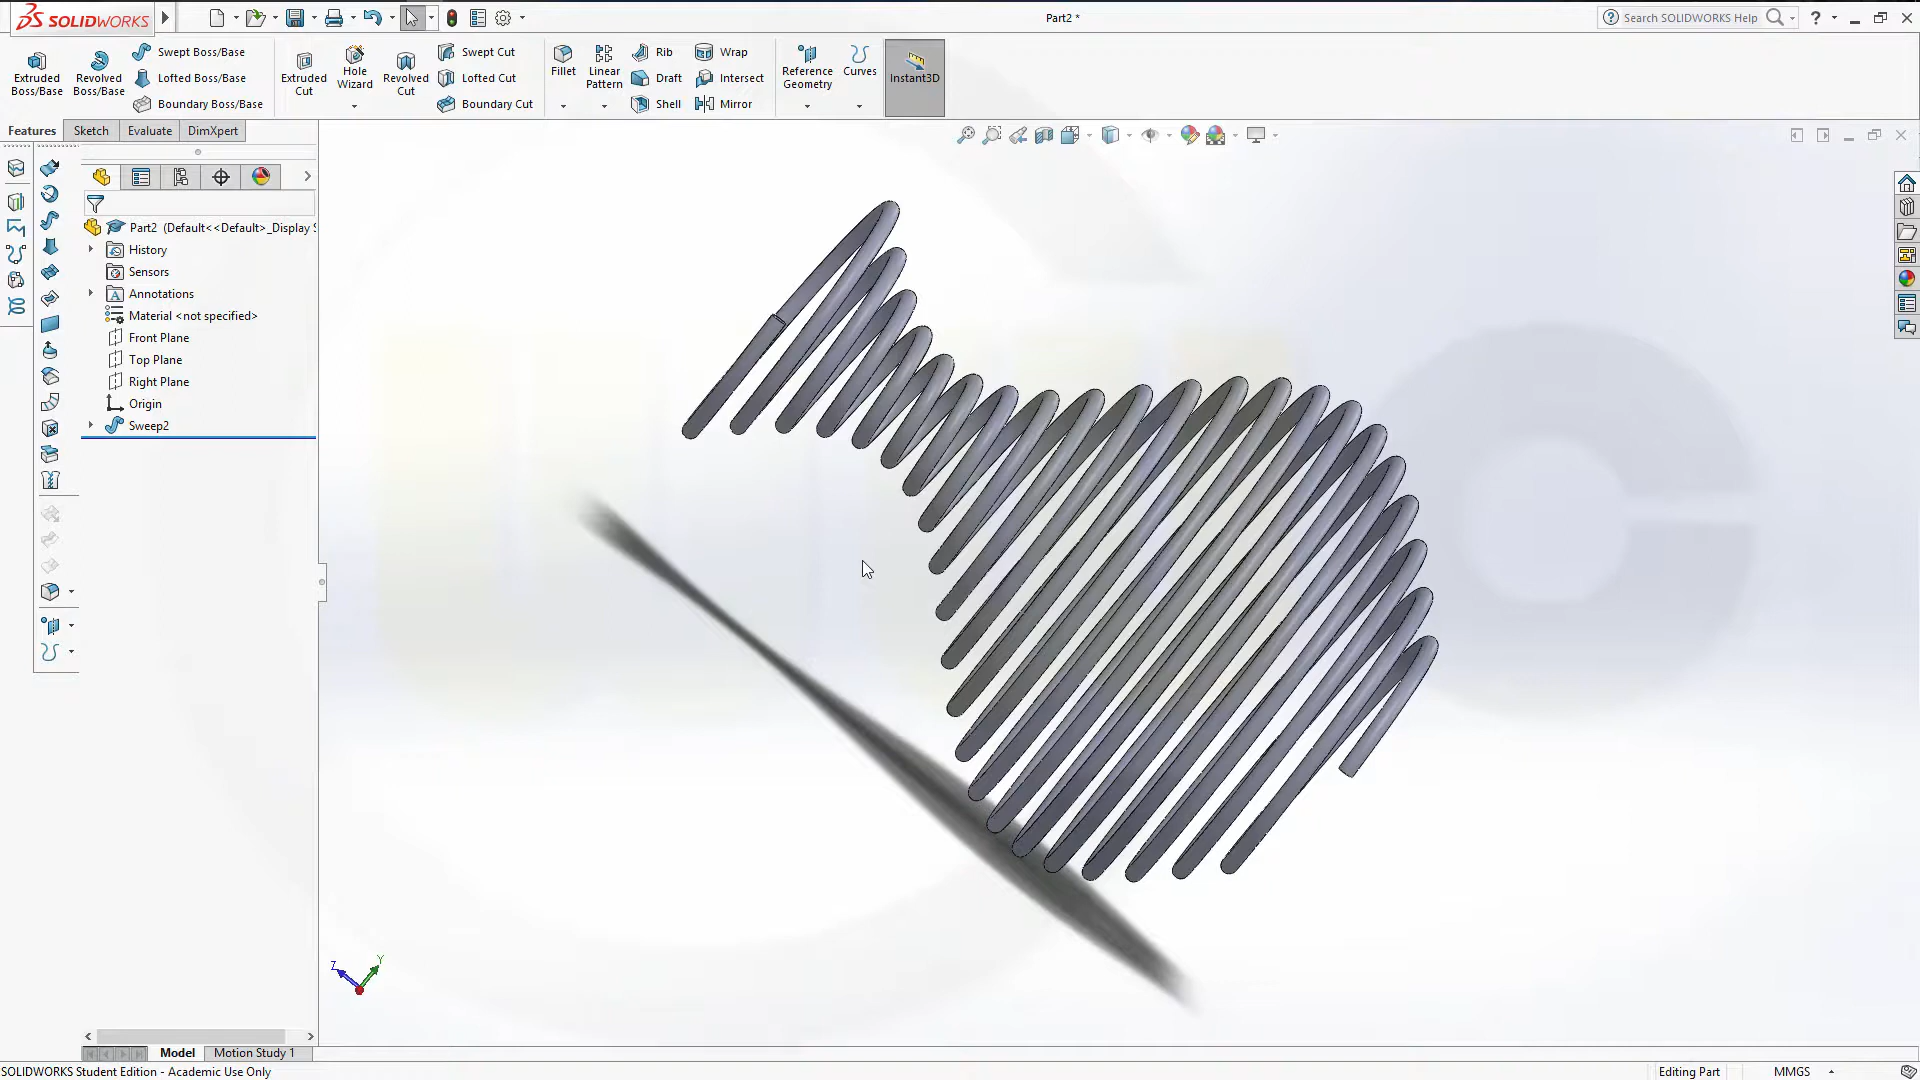 SOLIDWORKS
Part2 *
Search SOLIDWORKS Help
Extruded Boss/Base
Revolved Boss/Base
Swept Boss/Base
Lofted Boss/Base
Boundary Boss/Base
Extruded Cut
Hole Wizard
Revolved Cut
Swept Cut
Lofted Cut
Boundary Cut
Fillet
Linear Pattern
Rib
Draft
Shell
Wrap
Intersect
Mirror
Reference Geometry
Curves
Instant3D
Features
Sketch
Evaluate
DimXpert
Part2 (Default<<Default>_Display S
History
Sensors
Annotations
Material <not specified>
Front Plane
Top Plane
Right Plane
Origin
Sweep2
Z
Y
Model
Motion Study 1
SOLIDWORKS Student Edition - Academic Use Only
Editing Part
MMGS